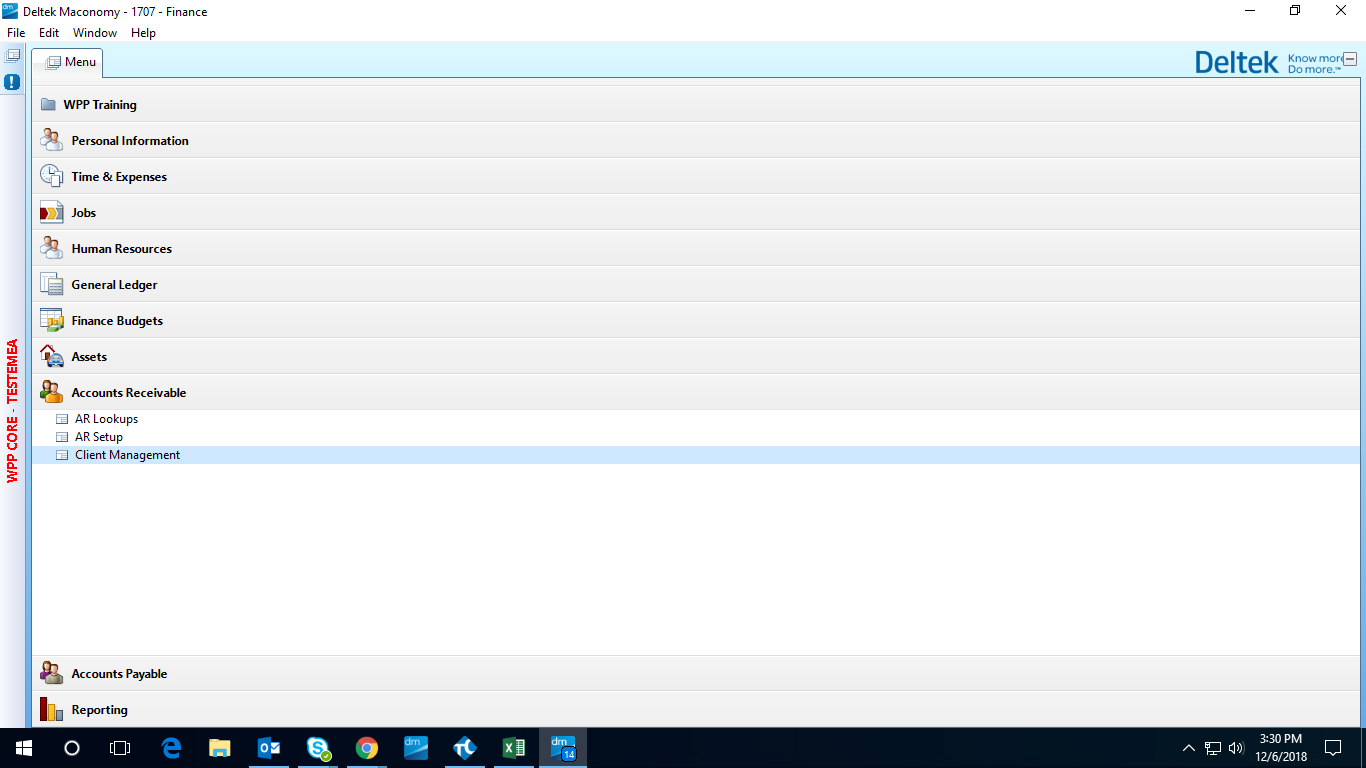 Deltek Maconomy - 1707 - Finance
File Edit Window Help
Menu
Deltek Know more. Do more.™
WPP Training
Personal Information
Time & Expenses
Jobs
Human Resources
General Ledger
Finance Budgets
Assets
Accounts Receivable
AR Lookups
AR Setup
Client Management
Accounts Payable
Reporting
WPP CORE - TESTEMEA
dm
dm 14
3:30 PM
12/6/2018